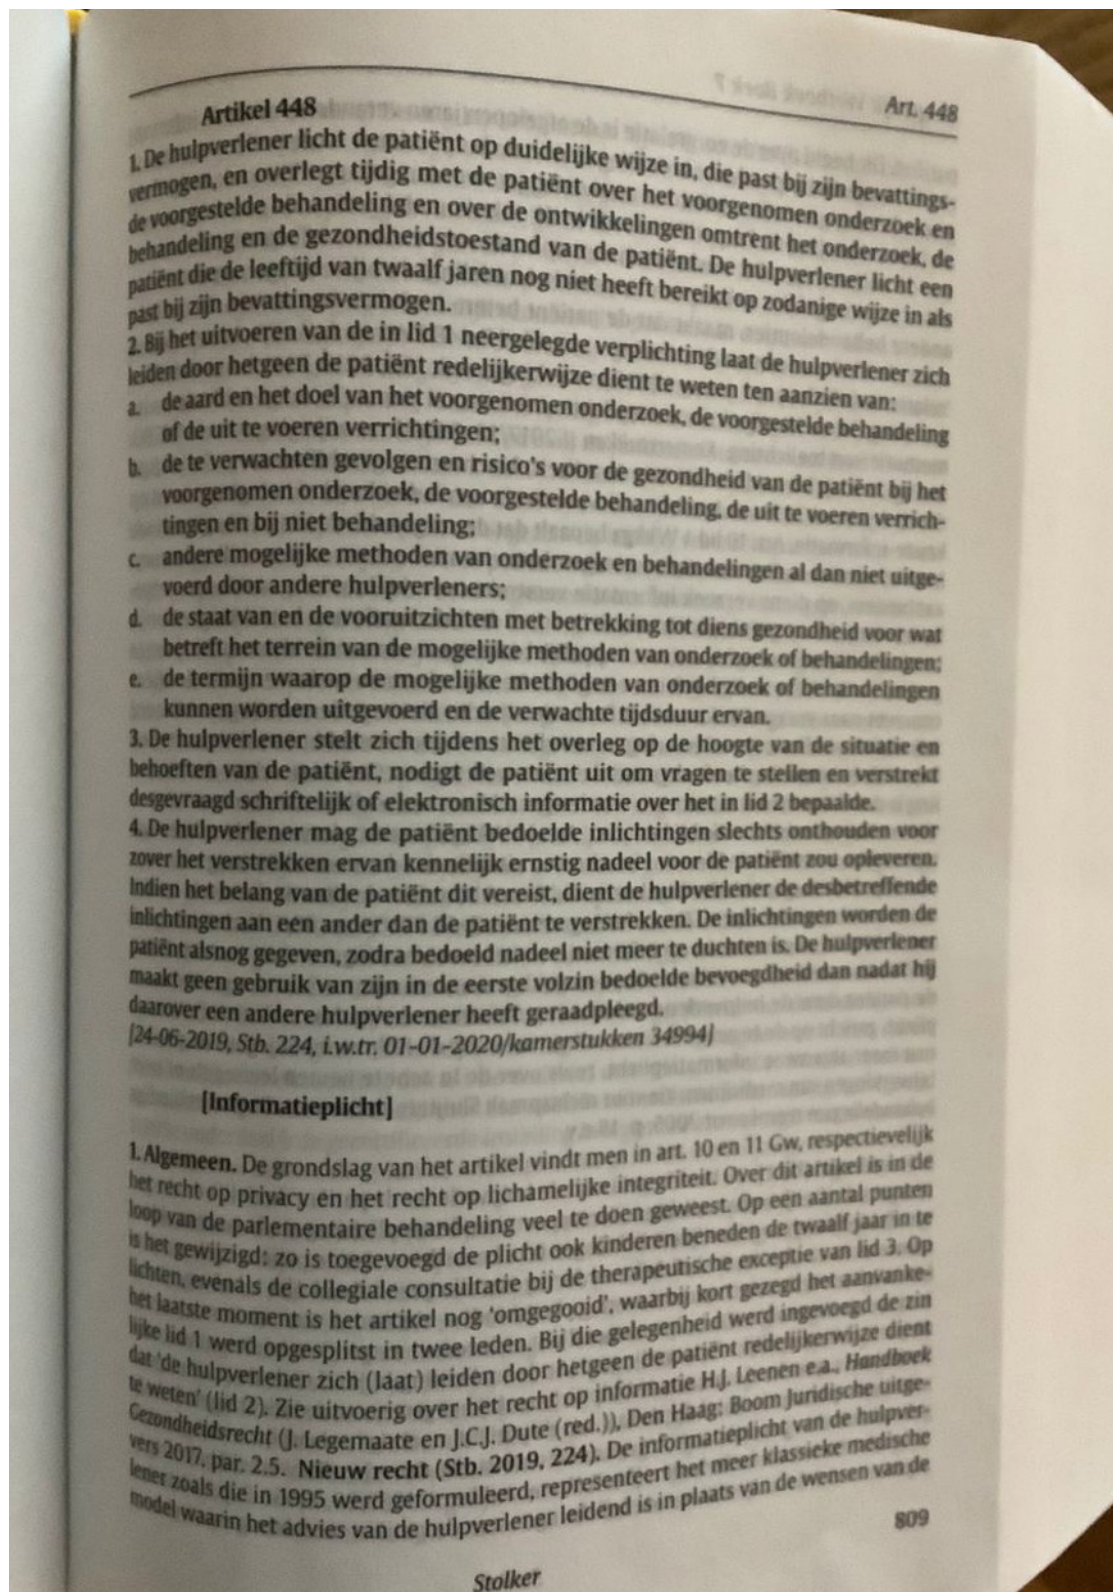 Art. 448
Artikel 448
1. De hulpverlener licht de patiënt op duidelijke wijze in, die past bij zijn bevattings-
vermogen, en overlegt tijdig met de patiënt over het voorgenomen onderzoek en
de voorgestelde behandeling en over de ontwikkelingen omtrent het onderzoek, de
behandeling en de gezondheidstoestand van de patiënt. De hulpverlener licht een
patiënt die de leeftijd van twaalf jaren nog niet heeft bereikt op zodanige wijze in als
past bij zijn bevattingsvermogen.
2. Bij het uitvoeren van de in lid 1 neergelegde verplichting laat de hulpverlener zich
leiden door hetgeen de patiënt redelijkerwijze dient te weten ten aanzien van:
a. de aard en het doel van het voorgenomen onderzoek, de voorgestelde behandeling
of de uit te voeren verrichtingen;
b. de te verwachten gevolgen en risico's voor de gezondheid van de patiënt bij het
voorgenomen onderzoek, de voorgestelde behandeling, de uit te voeren verrich-
tingen en bij niet behandeling;
c. andere mogelijke methoden van onderzoek en behandelingen al dan niet uitge-
voerd door andere hulpverleners;
d. de staat van en de vooruitzichten met betrekking tot diens gezondheid voor wat
betreft het terrein van de mogelijke methoden van onderzoek of behandelingen;
e. de termijn waarop de mogelijke methoden van onderzoek of behandelingen
kunnen worden uitgevoerd en de verwachte tijdsduur ervan.
3. De hulpverlener stelt zich tijdens het overleg op de hoogte van de situatie en
behoeften van de patiënt, nodigt de patiënt uit om vragen te stellen en verstrekt
desgevraagd schriftelijk of elektronisch informatie over het in lid 2 bepaalde.
4. De hulpverlener mag de patiënt bedoelde inlichtingen slechts onthouden voor
zover het verstrekken ervan kennelijk ernstig nadeel voor de patiënt zou opleveren.
Indien het belang van de patiënt dit vereist, dient de hulpverlener de desbetreffende
inlichtingen aan een ander dan de patiënt te verstrekken. De inlichtingen worden de
patiënt alsnog gegeven, zodra bedoeld nadeel niet meer te duchten is. De hulpverlener
maakt geen gebruik van zijn in de eerste volzin bedoelde bevoegdheid dan nadat hij
daarover een andere hulpverlener heeft geraadpleegd.
[24-06-2019, Stb. 224, i.w.tr. 01-01-2020/kamerstukken 34994]
[Informatieplicht]
1. Algemeen. De grondslag van het artikel vindt men in art. 10 en 11 Gw, respectievelijk
het recht op privacy en het recht op lichamelijke integriteit. Over dit artikel is in de
loop van de parlementaire behandeling veel te doen geweest. Op een aantal punten
is het gewijzigd: zo is toegevoegd de plicht ook kinderen beneden de twaalf jaar in te
lichten, evenals de collegiale consultatie bij de therapeutische exceptie van lid 3. Op
het laatste moment is het artikel nog 'omgegooid', waarbij kort gezegd het aanvanke-
lijke lid 1 werd opgesplitst in twee leden. Bij die gelegenheid werd ingevoegd de zin
dat 'de hulpverlener zich (laat) leiden door hetgeen de patiënt redelijkerwijze dient
te weten' (lid 2). Zie uitvoerig over het recht op informatie H.J. Leenen e.a., Handboek
Gezondheidsrecht (J. Legemaate en J.C.J. Dute (red.)), Den Haag: Boom Juridische uitge-
vers 2017, par. 2.5. Nieuw recht (Stb. 2019, 224). De informatieplicht van de hulpver-
lener zoals die in 1995 werd geformuleerd, representeert het meer klassieke medische
model waarin het advies van de hulpverlener leidend is in plaats van de wensen van de
809
Stolker